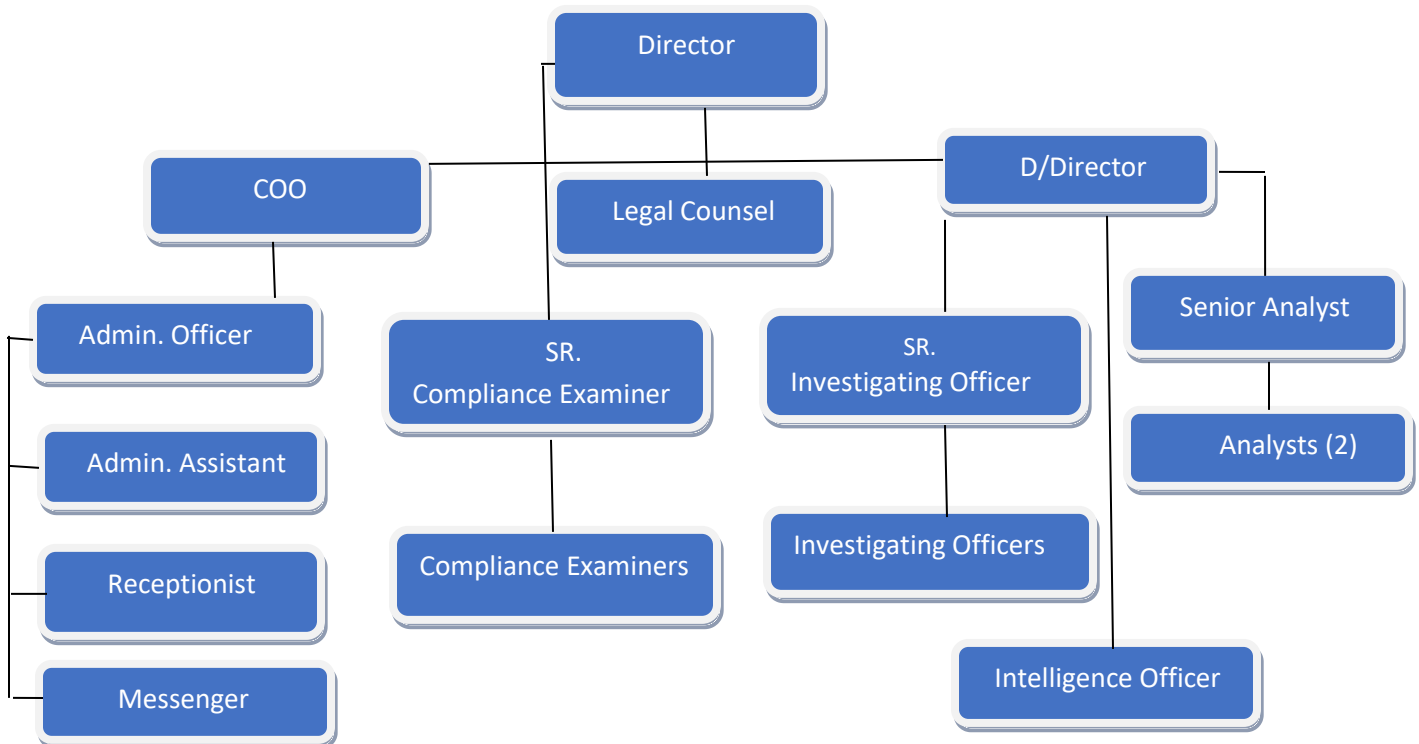 Director
COO
Legal Counsel
D/Director
Admin. Officer
SR.
Compliance Examiner
SR.
Investigating Officer
Senior Analyst
Admin. Assistant
Analysts (2)
Receptionist
Compliance Examiners
Investigating Officers
Messenger
Intelligence Officer